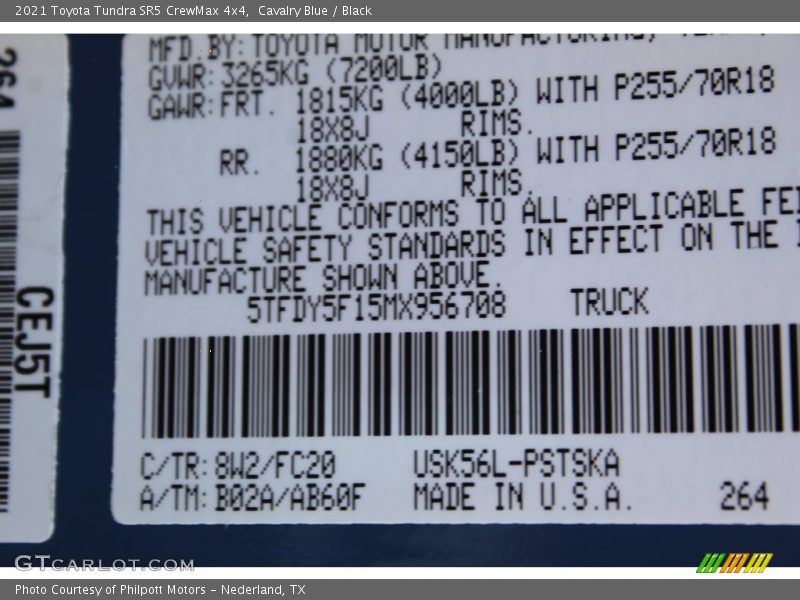 2021 Toyota Tundra SR5 CrewMax 4x4, Cavalry Blue / Black
MFD. BY: TOYOTA MOTOR MANUFACTURING,
GVWR: 3265KG (7200LB)
GAWR: FRT. 1815KG (4000LB) WITH P255/70R18
18X8J RIMS.
RR. 1880KG (4150LB) WITH P255/70R18
18X8J RIMS.
THIS VEHICLE CONFORMS TO ALL APPLICABLE FE
VEHICLE SAFETY STANDARDS IN EFFECT ON THE
MANUFACTURE SHOWN ABOVE.
5TFDY5F15MX956708 TRUCK
C/TR: 8W2/FC20 USK56L-PSTSKA
A/TM: B02A/AB60F MADE IN U.S.A. 264
264
CEJ5T
GTCARLOT.COM
Photo Courtesy of Philpott Motors - Nederland, TX